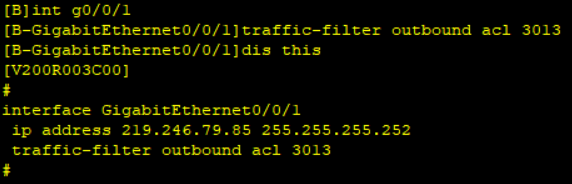 [B]int g0/0/1
[B-GigabitEthernet0/0/1]traffic-filter outbound acl 3013
[B-GigabitEthernet0/0/1]dis this
[V200R003C00]
#
interface GigabitEthernet0/0/1
 ip address 219.246.79.85 255.255.255.252
 traffic-filter outbound acl 3013
#